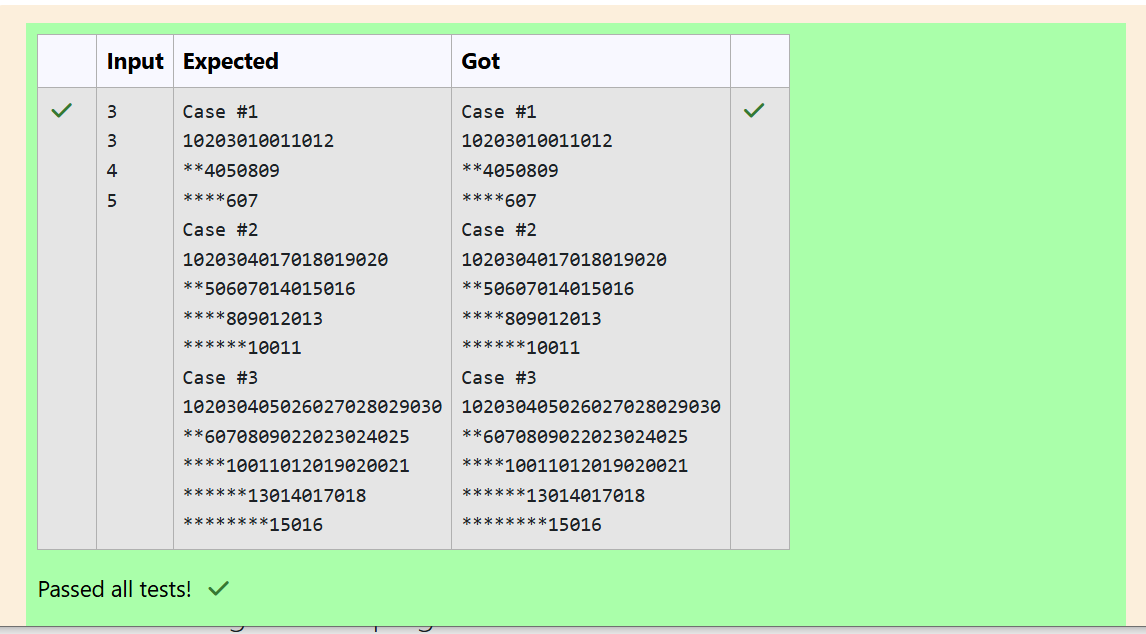 Input Expected Got
3 Case #1 Case #1
3 10203010011012 10203010011012
4 **4050809 **4050809
5 ****607 ****607
Case #2 Case #2
1020304017018019020 1020304017018019020
**50607014015016 **50607014015016
****809012013 ****809012013
******10011 ******10011
Case #3 Case #3
102030405026027028029030 102030405026027028029030
**6070809022023024025 **6070809022023024025
****10011012019020021 ****10011012019020021
******13014017018 ******13014017018
********15016 ********15016
Passed all tests!